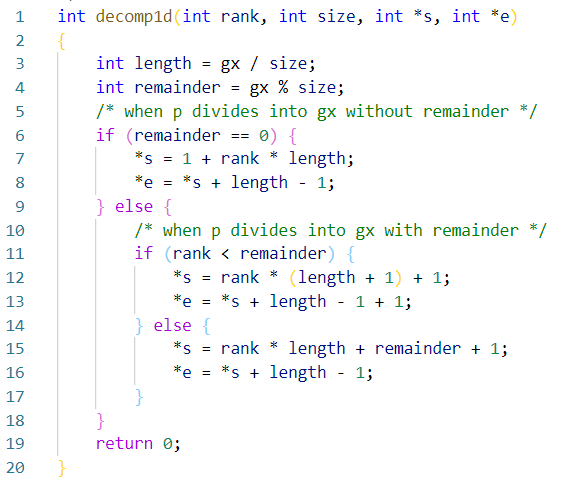 1 int decomp1d(int rank, int size, int *s, int *e)
2 {
3     int length = gx / size;
4     int remainder = gx % size;
5     /* when p divides into gx without remainder */
6     if (remainder == 0) {
7         *s = 1 + rank * length;
8         *e = *s + length - 1;
9     } else {
10         /* when p divides into gx with remainder */
11         if (rank < remainder) {
12             *s = rank * (length + 1) + 1;
13             *e = *s + length - 1 + 1;
14         } else {
15             *s = rank * length + remainder + 1;
16             *e = *s + length - 1;
17         }
18     }
19     return 0;
20 }